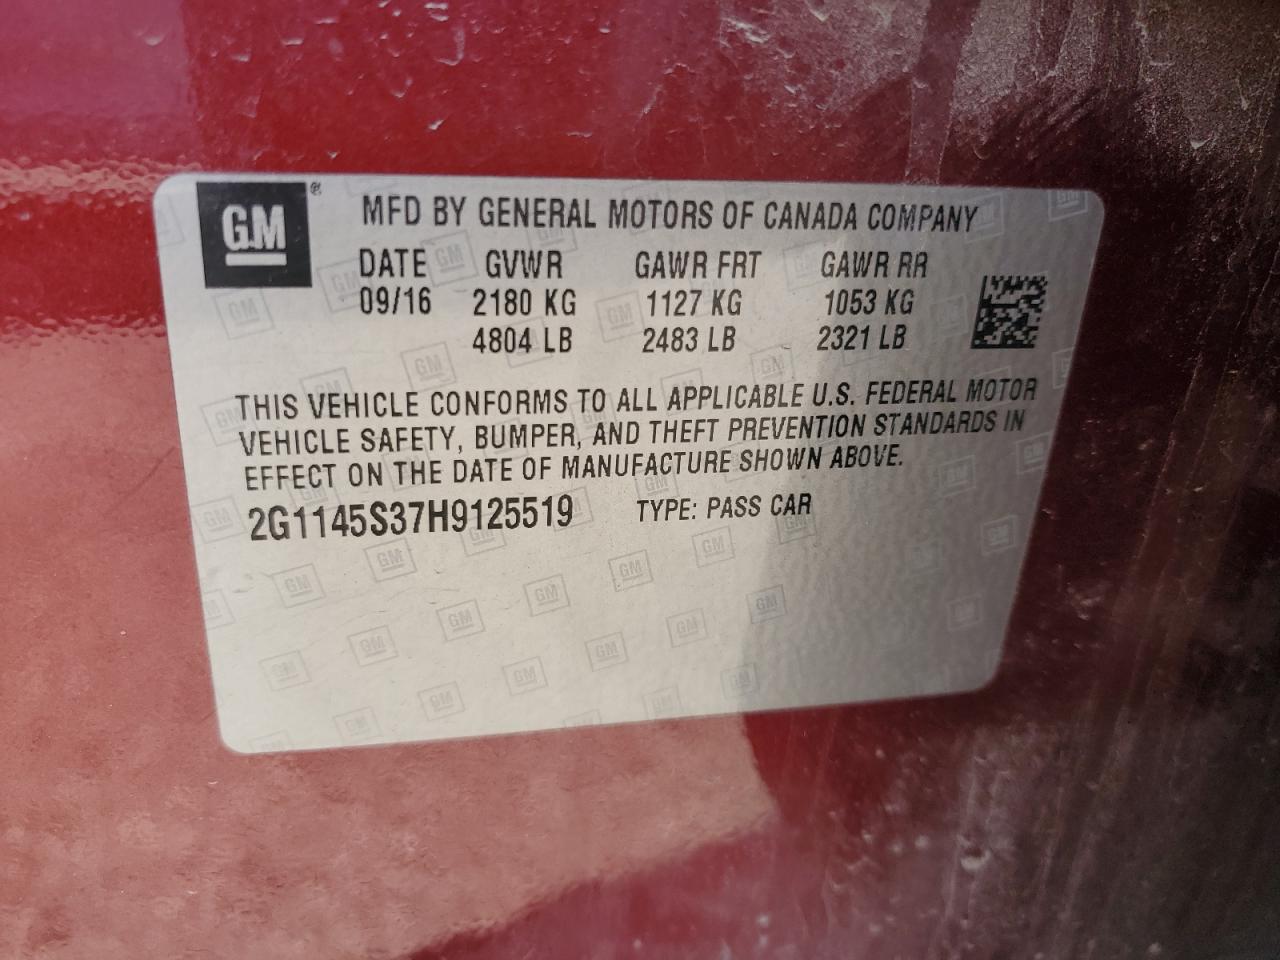 GM ®
MFD BY GENERAL MOTORS OF CANADA COMPANY
DATE GVWR GAWR FRT GAWR RR
09/16 2180 KG 1127 KG 1053 KG
4804 LB 2483 LB 2321 LB
THIS VEHICLE CONFORMS TO ALL APPLICABLE U.S. FEDERAL MOTOR
VEHICLE SAFETY, BUMPER, AND THEFT PREVENTION STANDARDS IN
EFFECT ON THE DATE OF MANUFACTURE SHOWN ABOVE.
2G1145S37H9125519 TYPE: PASS CAR